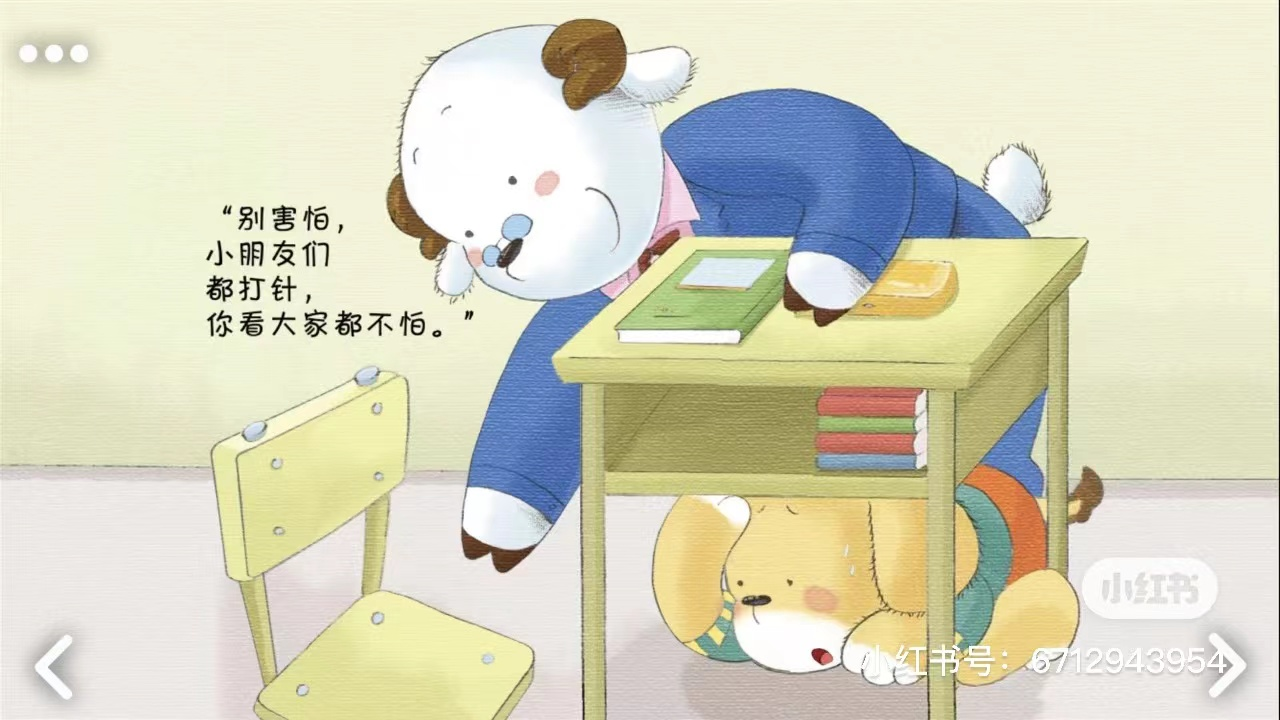 “别害怕，
小朋友们
都打针，
你看大家都不怕。”
小红书
小红书号：6712943954